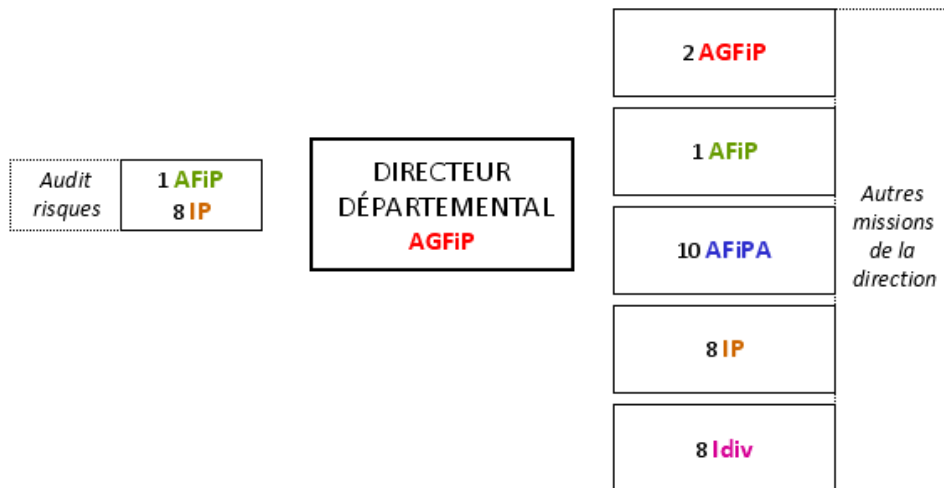 Audit
risques
1 AFiP
8 IP
DIRECTEUR
DÉPARTEMENTAL
AGFiP
2 AGFiP
1 AFiP
10 AFiPA
8 IP
8 Idiv
Autres
missions
de la
direction